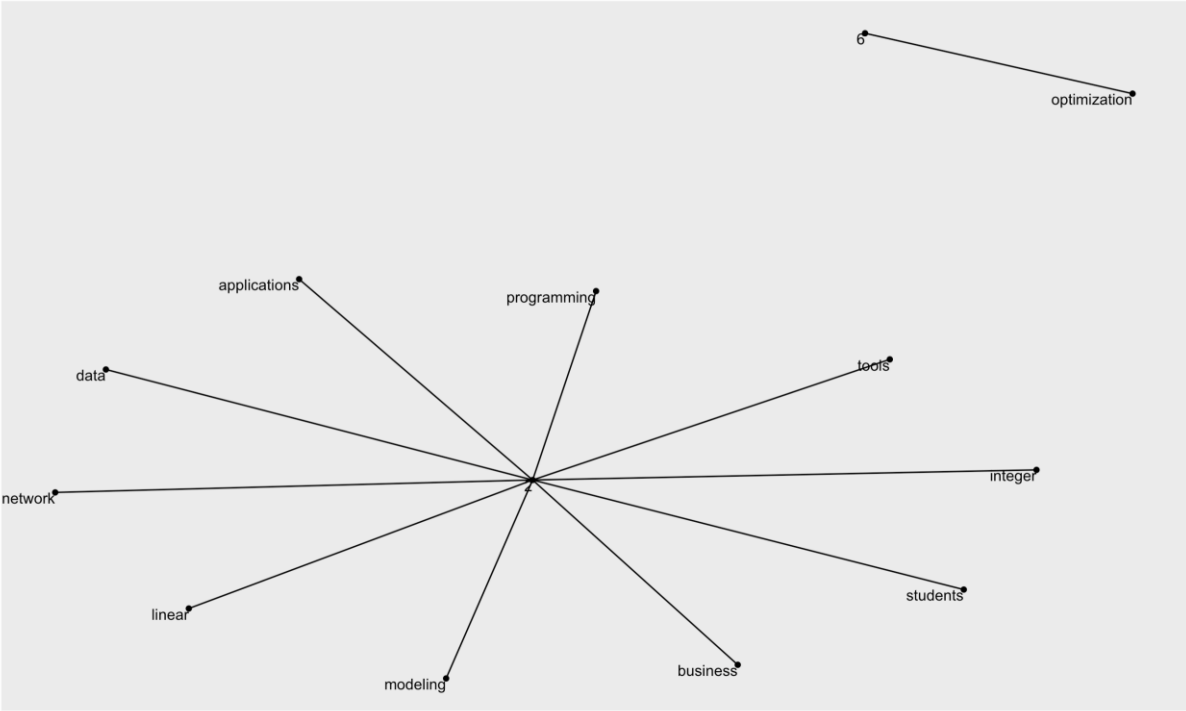 6
optimization
applications
programming
tools
data
integer
network
students
linear
business
modeling